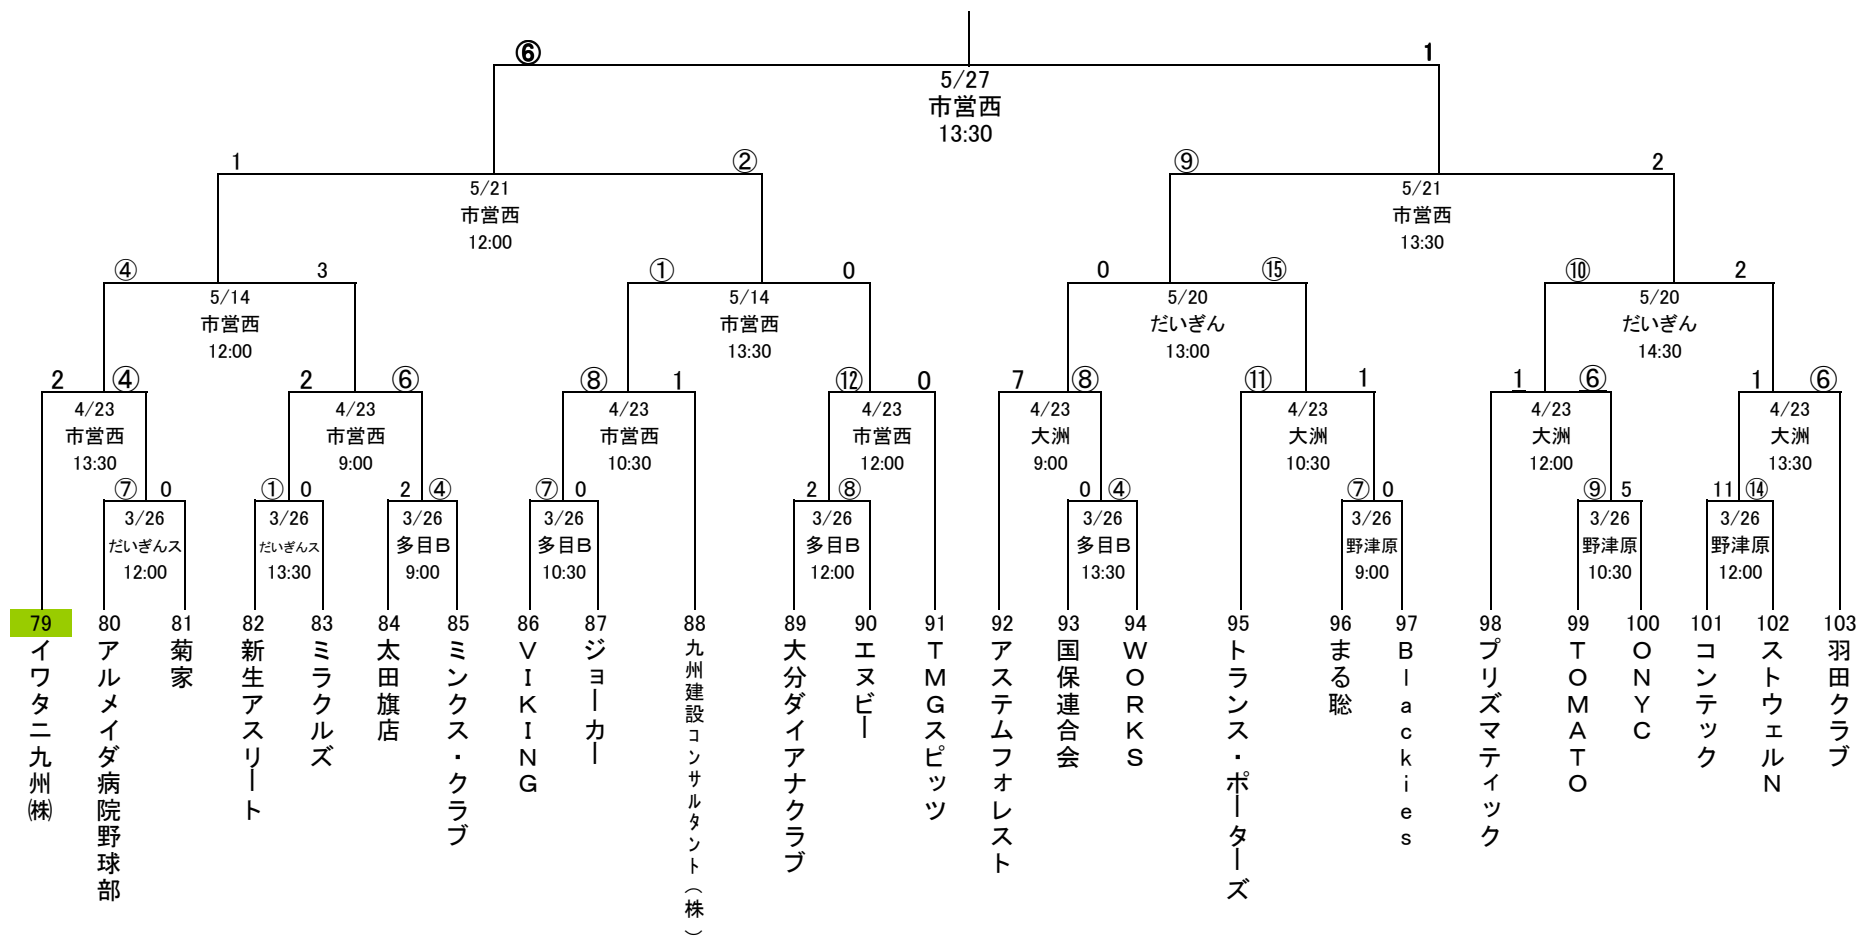 ⑥ 1
5/27
市営西
13:30
1 ② ⑨ 2
5/21 5/21
市営西 市営西
12:00 13:30
④ 3 ① 0 0 ⑮ ⑩ 2
5/14 5/14 5/20 5/20
市営西 市営西 だいぎん だいぎん
12:00 13:30 13:00 14:30
2 ④ 2 ⑥ ⑧ 1 ⑫ 0 7 ⑧ ⑪ 1 1 ⑥ 1 ⑥
4/23 4/23 4/23 4/23 4/23 4/23 4/23 4/23
市営西 市営西 市営西 市営西 大洲 大洲 大洲 大洲
13:30 9:00 10:30 12:00 9:00 10:30 12:00 13:30
⑦ 0 ① 0 2 ④ ⑦ 0 2 ⑧ 0 ④ ⑦ 0 ⑨ 5 11 ⑭
3/26 3/26 3/26 3/26 3/26 3/26 3/26 3/26 3/26
だいぎんス だいぎんス 多目B 多目B 多目B 多目B 野津原 野津原 野津原
12:00 13:30 9:00 10:30 12:00 13:30 9:00 10:30 12:00
79 80 81 82 83 84 85 86 87 88 89 90 91 92 93 94 95 96 97 98 99 100 101 102 103
イワタニ九州㈱
アルメイダ病院野球部
菊家
新生アスリート
ミラクルズ
太田旗店
ミンクス・クラブ
VIKING
ジョーカー
九州建設コンサルタント（株）
大分ダイアナクラブ
エヌビー
TMGスピッツ
アステムフォレスト
国保連合会
WORKS
トランス・ポーターズ
まる聡
Blackies
プリズマティック
TOMATO
ONYC
コンテック
ストウェルN
羽田クラブ